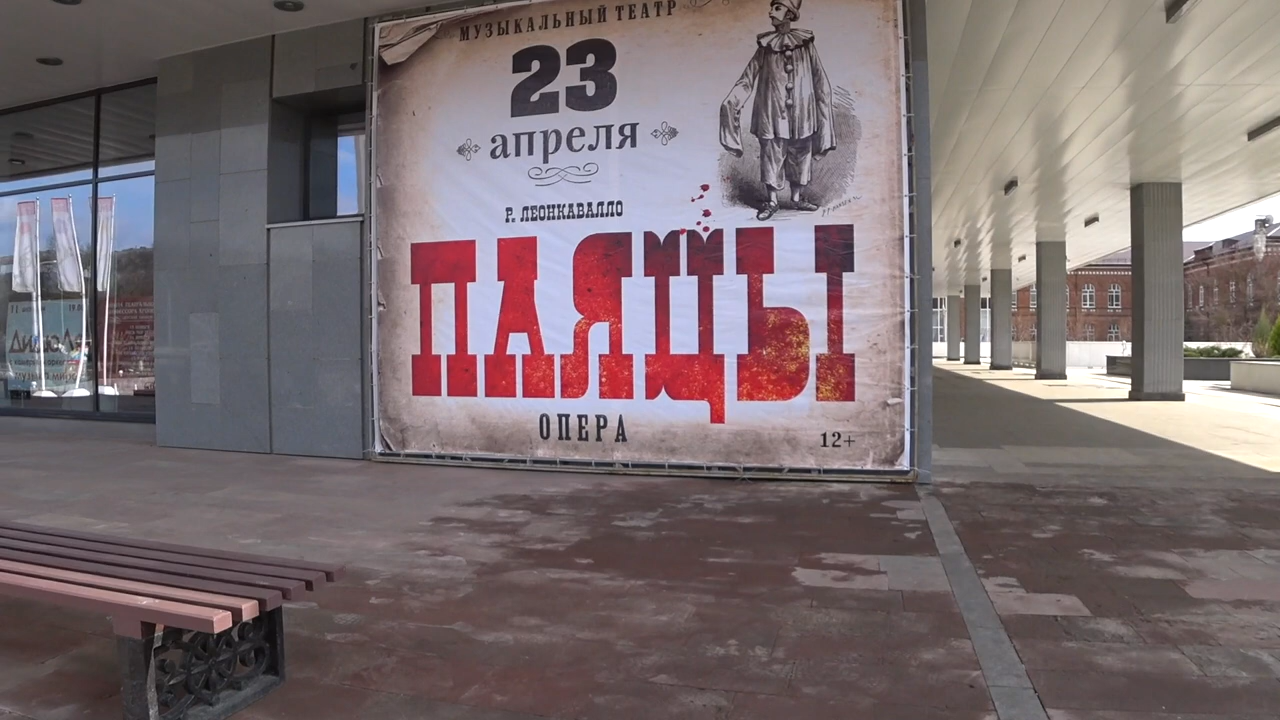 МУЗЫКАЛЬНЫЙ ТЕАТР
23
апреля
Р. ЛЕОНКАВАЛЛО
ПАЯЦЫ
ОПЕРА
12+